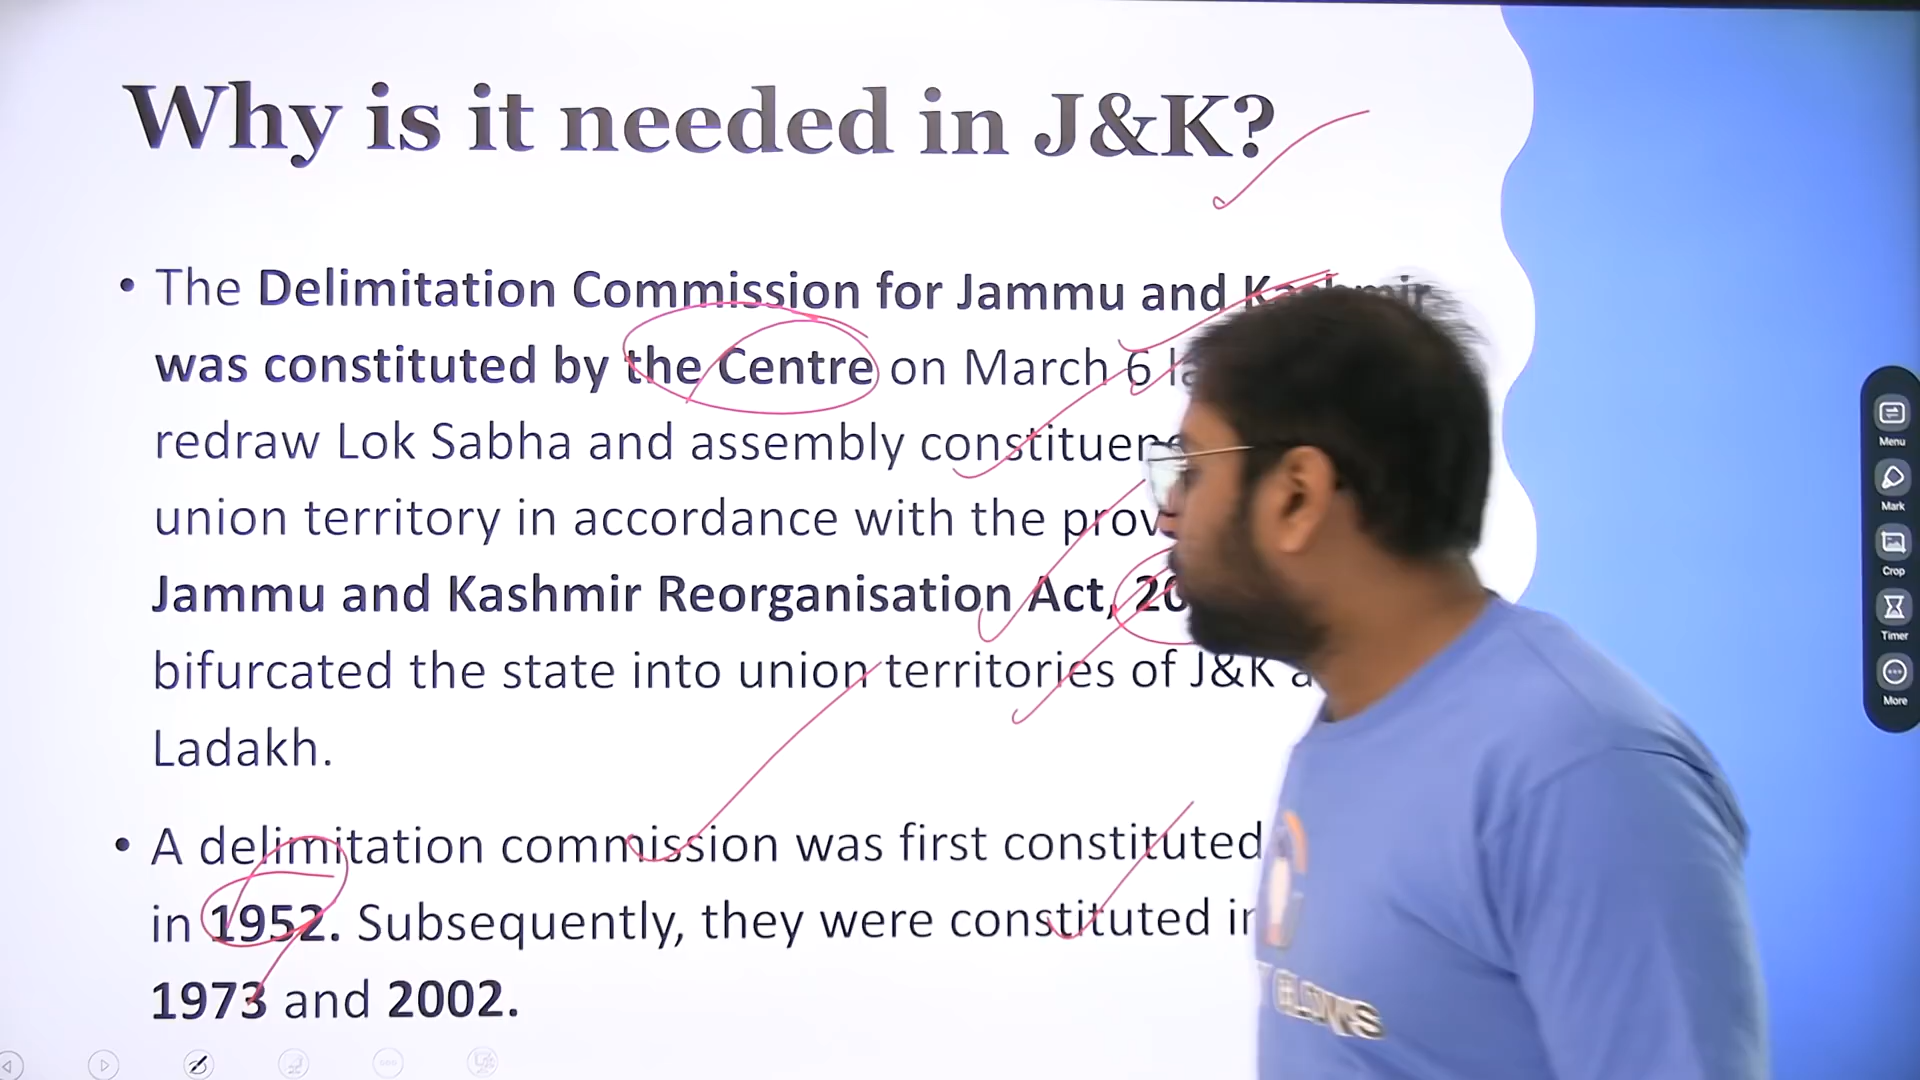 Why is it needed in J&K?
• The Delimitation Commission for Jammu and Kashmir
was constituted by the Centre on March 6
redraw Lok Sabha and assembly
union territory in accordance with the
Jammu and Kashmir Reorganisation Act,
bifurcated the state into union territories of J&K
Ladakh.
• A delimitation commission was first constituted
in 1952. Subsequently, they were constituted in
1973 and 2002.
Menu
Mark
Crop
Timer
More